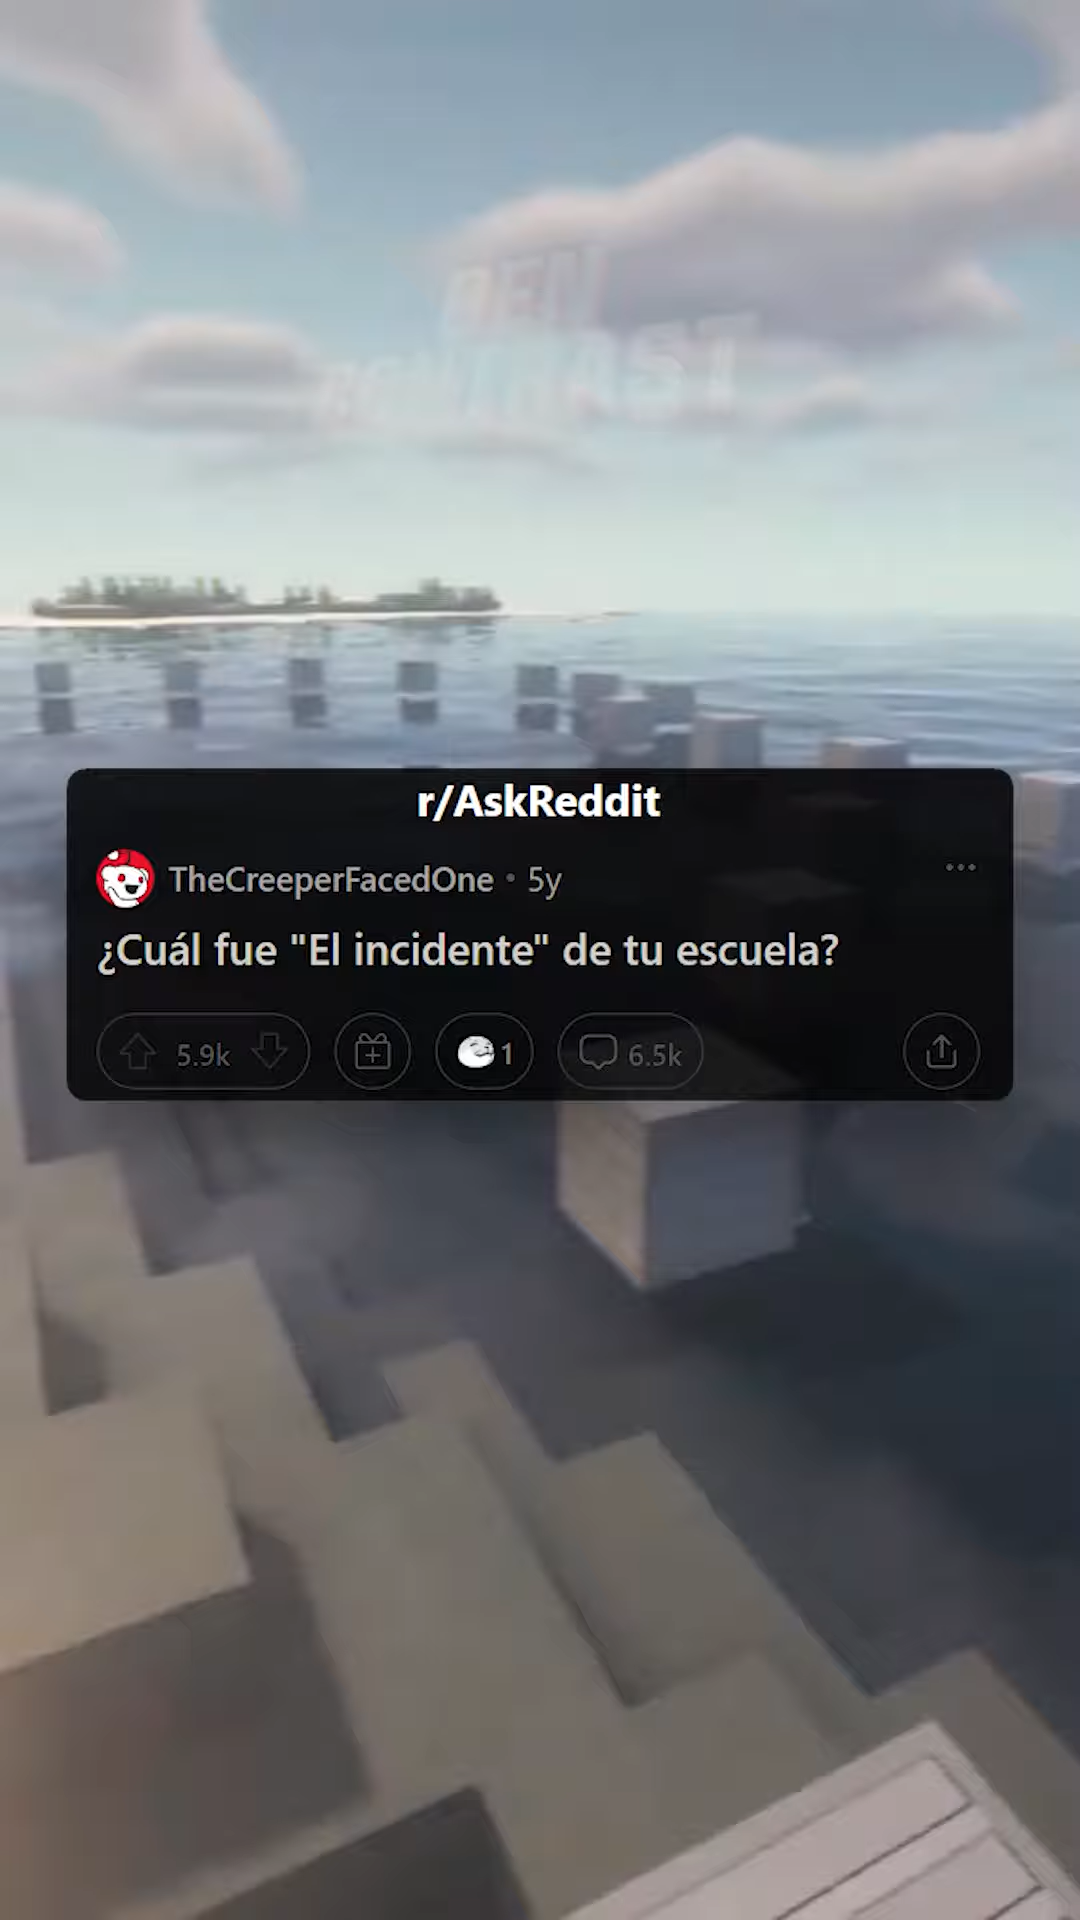 r/AskReddit
TheCreeperFacedOne • 5y
¿Cuál fue "El incidente" de tu escuela?
5.9k
1
6.5k